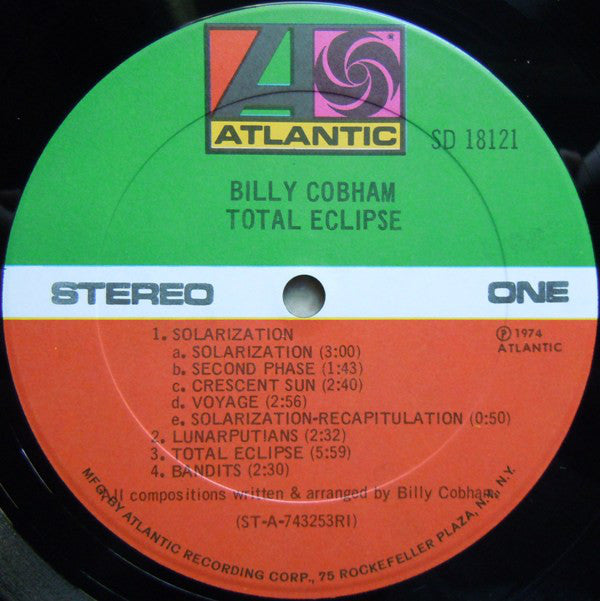 ATLANTIC
SD 18121
BILLY COBHAM
TOTAL ECLIPSE
STEREO
ONE
1. SOLARIZATION
a. SOLARIZATION (3:00)
b. SECOND PHASE (1:43)
c. CRESCENT SUN (2:40)
d. VOYAGE (2:56)
e. SOLARIZATION-RECAPITULATION (0:50)
2. LUNARPUTIANS (2:32)
3. TOTAL ECLIPSE (5:59)
4. BANDITS (2:30)
℗ 1974
ATLANTIC
All compositions written & arranged by Billy Cobham
(ST-A-743253RI)
MFG. BY ATLANTIC RECORDING CORP., 75 ROCKEFELLER PLAZA, N.Y. N.Y.